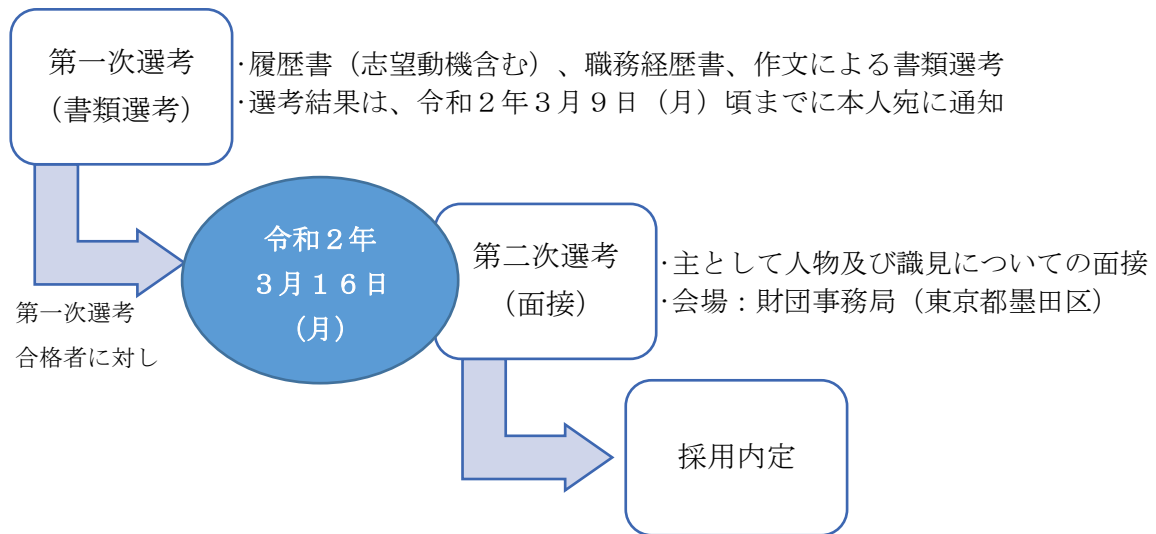 第一次選考
（書類選考）
・履歴書（志望動機含む）、職務経歴書、作文による書類選考
・選考結果は、令和２年３月９日（月）頃までに本人宛に通知
第一次選考
合格者に対し
令和２年
３月１６日
（月）
第二次選考
（面接）
・主として人物及び識見についての面接
・会場：財団事務局（東京都墨田区）
採用内定